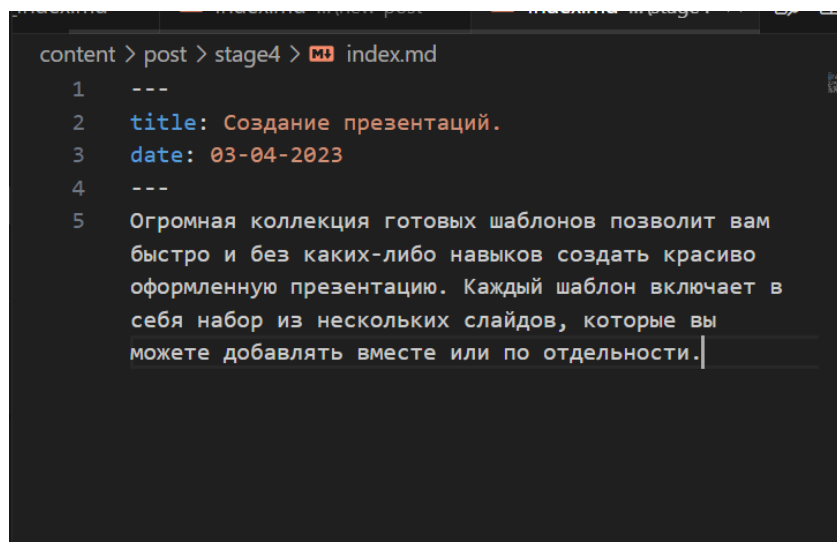 content > post > stage4 > index.md
1 ---
2 title: Создание презентаций.
3 date: 03-04-2023
4 ---
5 Огромная коллекция готовых шаблонов позволит вам
быстро и без каких-либо навыков создать красиво
оформленную презентацию. Каждый шаблон включает в
себя набор из нескольких слайдов, которые вы
можете добавлять вместе или по отдельности.